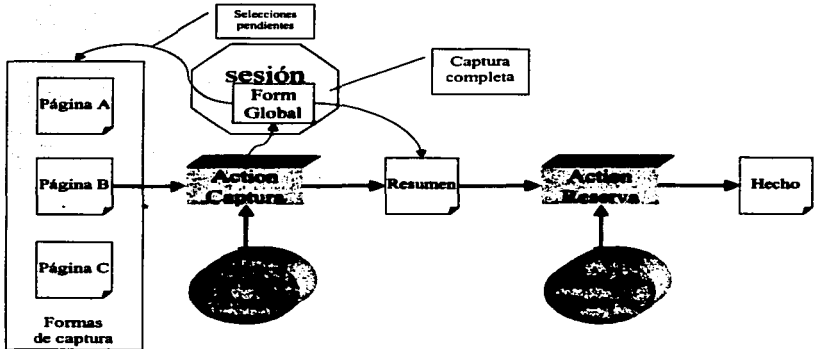 Selecciones
pendientes
sesión
Form
Global
Captura
completa
Página A
Página B
Página C
Formas
de captura
Action
Captura
Resumen
Action
Reserva
Hecho